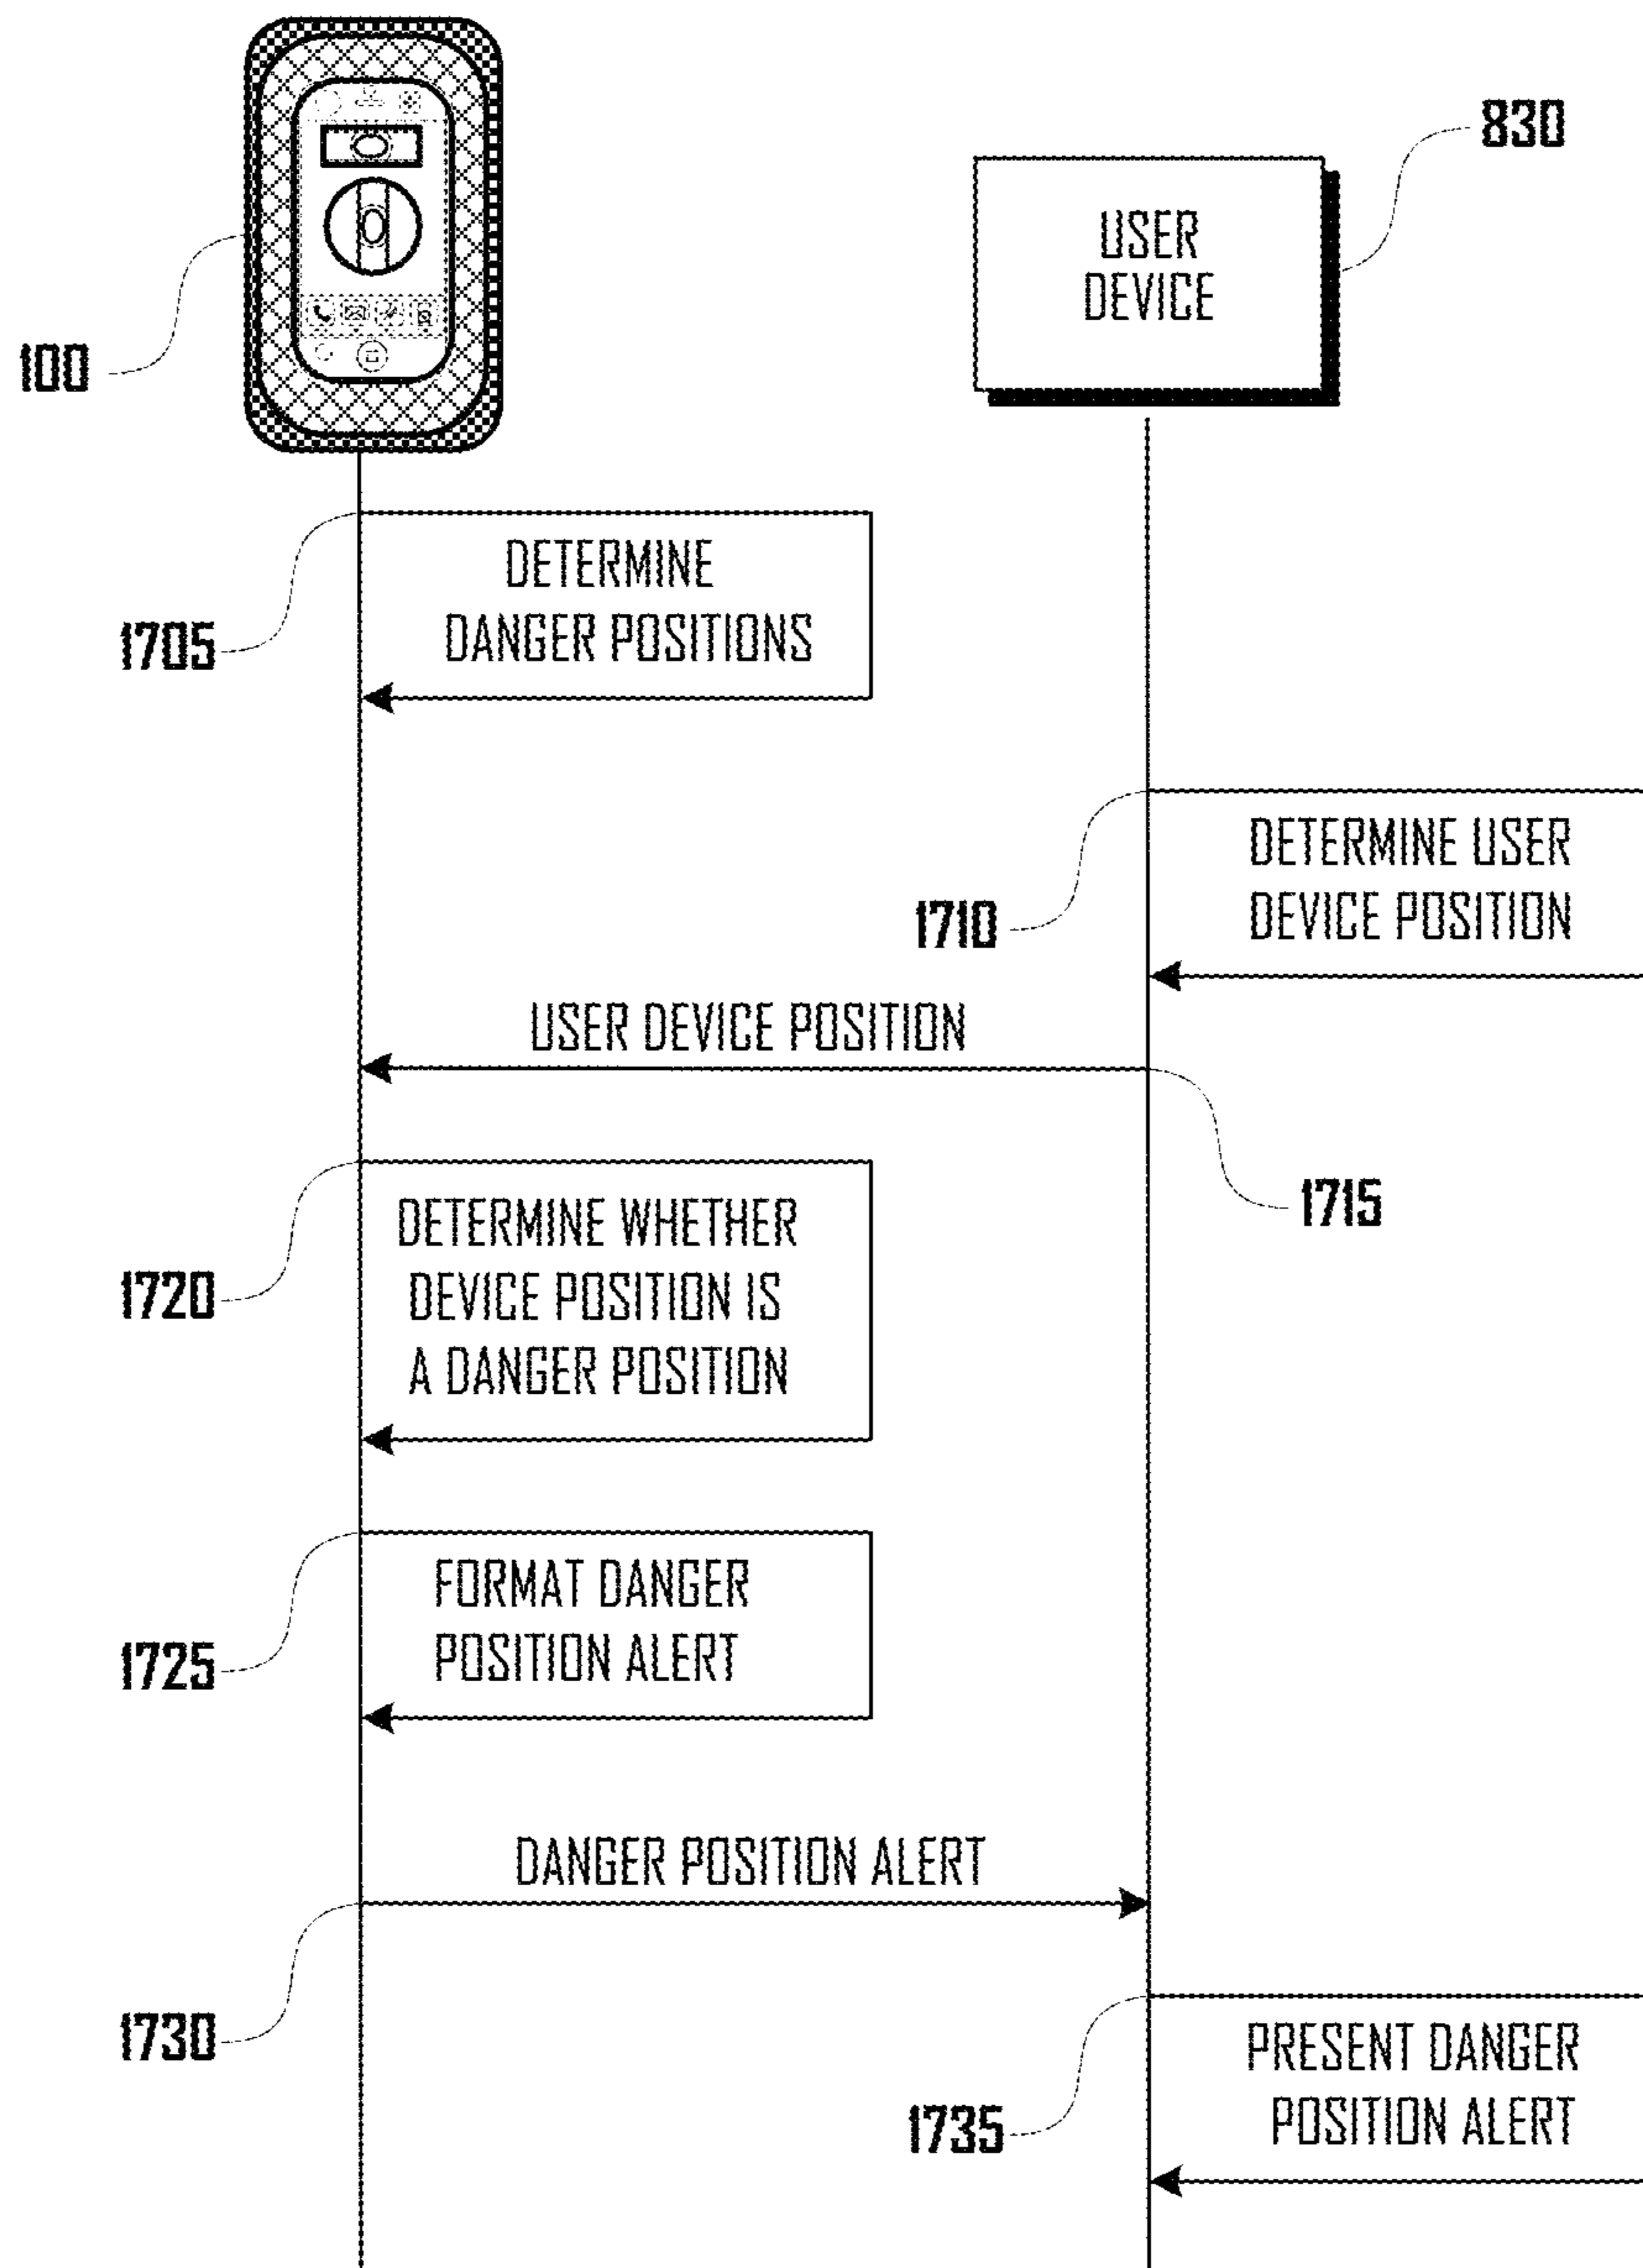 830
USER
DEVICE
100
DETERMINE
DANGER POSITIONS
1705
DETERMINE USER
DEVICE POSITION
1710
USER DEVICE POSITION
1715
DETERMINE WHETHER
DEVICE POSITION IS
A DANGER POSITION
1720
FORMAT DANGER
POSITION ALERT
1725
DANGER POSITION ALERT
1730
PRESENT DANGER
POSITION ALERT
1735